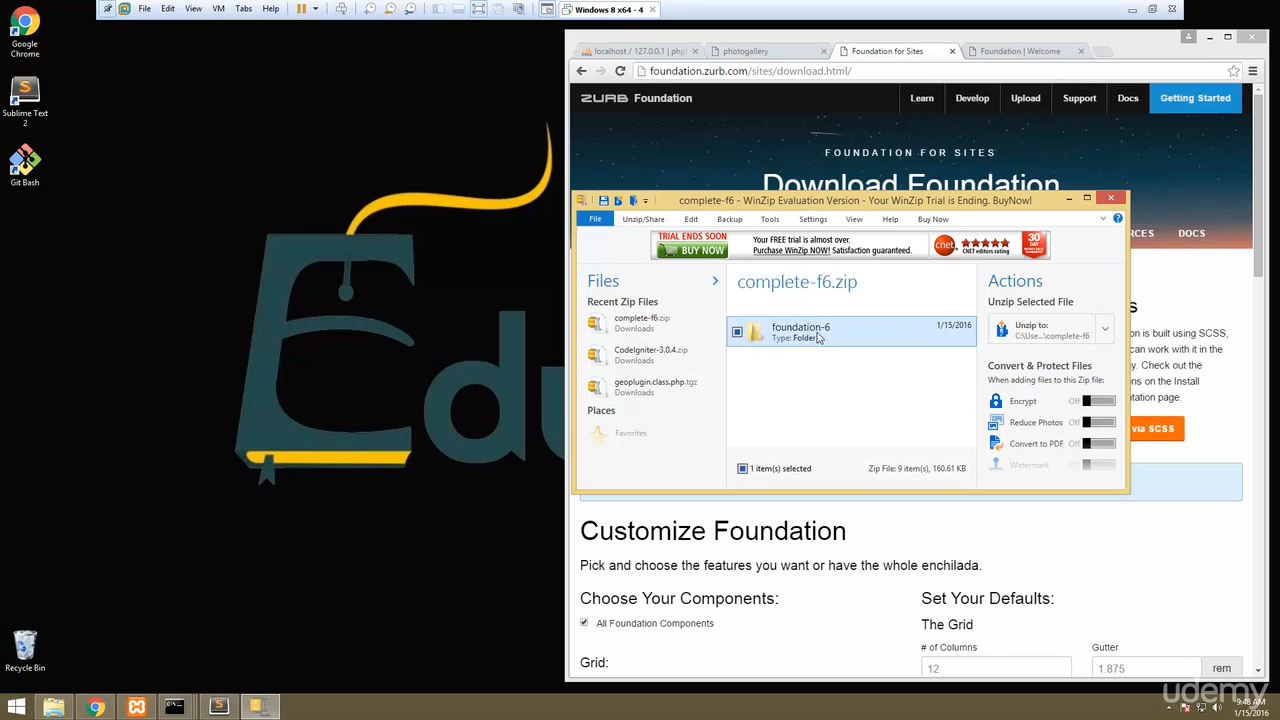 File Edit View VM Tabs Help
Windows 8 x64 - 4
Google
Chrome
Sublime Text
2
Git Bash
Recycle Bin
Edu
localhost / 127.0.0.1 | php
photogallery
Foundation for Sites
Foundation | Welcome
foundation.zurb.com/sites/download.html/
ZURB Foundation
Learn Develop Upload Support Docs Getting Started
FOUNDATION FOR SITES
Download Foundation
complete-f6 - WinZip Evaluation Version - Your WinZip Trial is Ending. BuyNow!
File Unzip/Share Edit Backup Tools Settings View Help Buy Now
TRIAL ENDS SOON
BUY NOW
Your FREE trial is almost over.
Purchase WinZip NOW! Satisfaction guaranteed.
cnet
CNET editors rating
30
DAY
RCES DOCS
Files
Recent Zip Files
complete-f6.zip
Downloads
CodeIgniter-3.0.4.zip
Downloads
geoplugin.class.php.tgz
Downloads
Places
Favorites
complete-f6.zip
foundation-6 1/15/2016
Type: Folder
1 item(s) selected
Zip File: 9 item(s), 160.61 KB
Actions
Unzip Selected File
Unzip to:
C:\Use...\complete-f6
Convert & Protect Files
When adding files to this Zip file:
Encrypt Off
Reduce Photos Off
Convert to PDF Off
Watermark Off
s
on is built using SCSS,
can work with it in the
y. Check out the
ons on the Install
ntation page.
via SCSS
Customize Foundation
Pick and choose the features you want or have the whole enchilada.
Choose Your Components:
All Foundation Components
Grid:
Set Your Defaults:
The Grid
# of Columns Gutter
12 1.875 rem
udemy
9:48 AM
1/15/2016